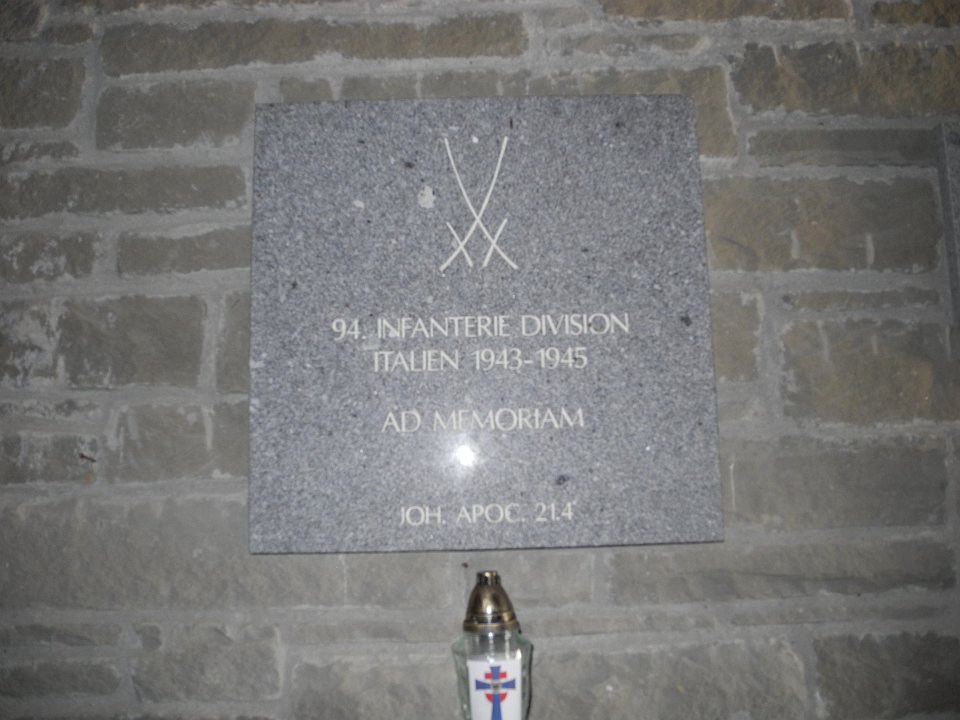 94. INFANTERIE DIVISION
ITALIEN 1943-1945
AD MEMORIAM
JOH. APOC. 21.4